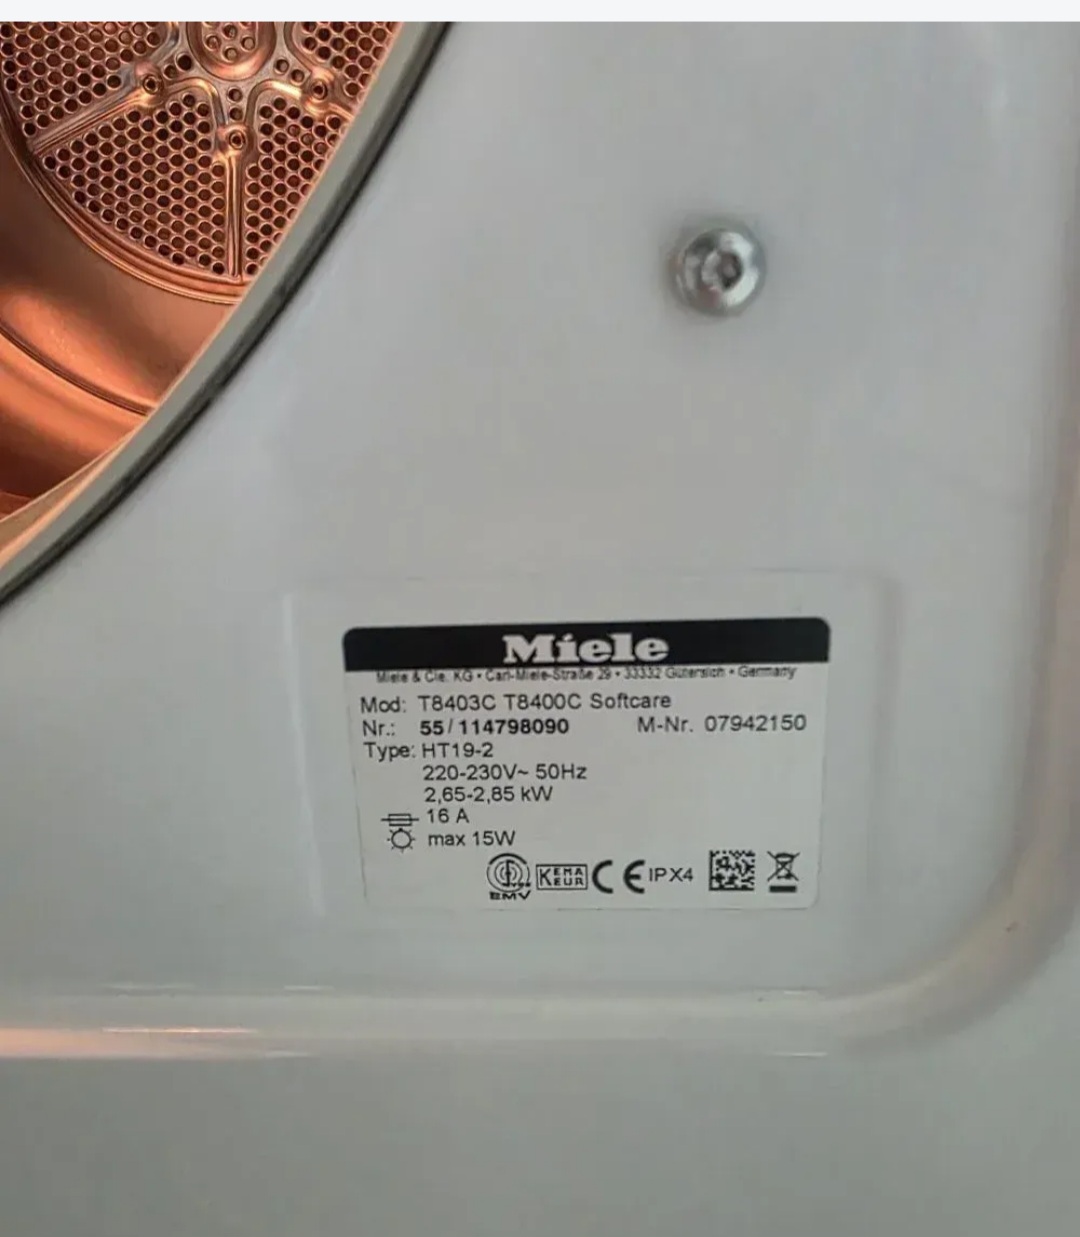 Miele
Miele & Cie. KG • Carl-Miele-Straße 29 • 33332 Gütersloh • Germany
Mod: T8403C T8400C Softcare
Nr.: 55/114798090 M-Nr. 07942150
Type: HT19-2
220-230V~ 50Hz
2,65-2,85 kW
16 A
max 15W
KEMA EUR CE IPX4
EMV